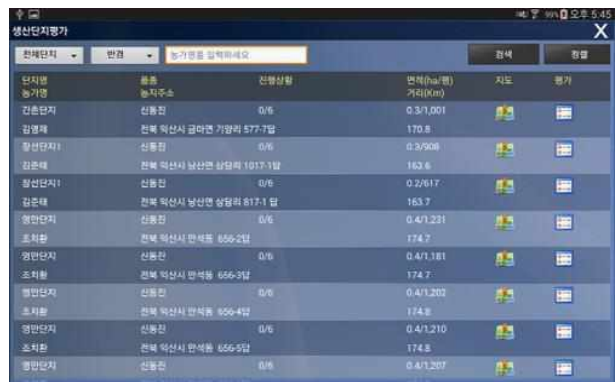 99% 오후 5:45
생산단지평가 X
전체단지 반경 농가명을 입력하세요 검색 정렬
단지명 품종 진행상황 면적(ha/평) 지도 평가
농가명 농지주소 거리(Km)
간촌단지 신동진 0/6 0.3/1,001
김영재 전북 익산시 금마면 기양리 577-7답 170.8
장선단지1 신동진 0/6 0.3/908
김준태 전북 익산시 낭산면 삼담리 1017-1답 163.6
장선단지1 신동진 0/6 0.2/617
김준태 전북 익산시 낭산면 삼담리 817-1 답 163.7
영만단지 신동진 0/6 0.4/1,231
조치환 전북 익산시 만석동 656-2답 174.7
영만단지 신동진 0/6 0.4/1,181
조치환 전북 익산시 만석동 656-3답 174.7
영만단지 신동진 0/6 0.4/1,202
조치환 전북 익산시 만석동 656-4답 174.8
영만단지 신동진 0/6 0.4/1,210
조치환 전북 익산시 만석동 656-5답 174.8
영만단지 신동진 0/6 0.4/1,207